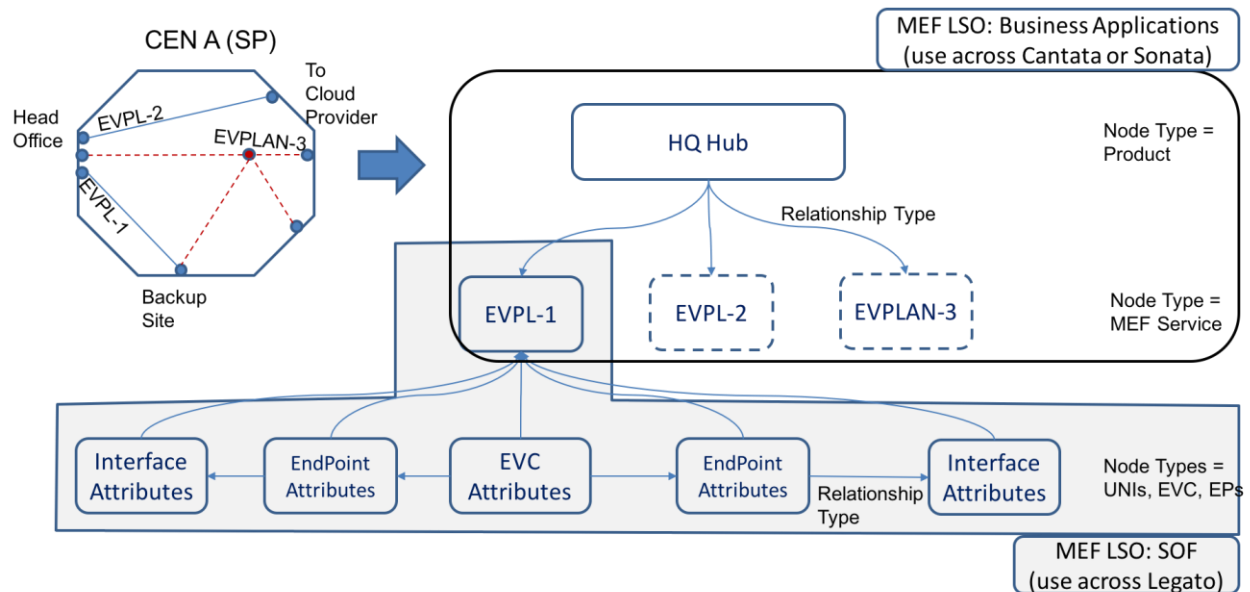 MEF LSO: Business Applications
(use across Cantata or Sonata)
CEN A (SP)
To
Cloud
Provider
Head
Office
EVPL-2
EVPLAN-3
EVPL-1
Backup
Site
HQ Hub
Node Type =
Product
Relationship Type
EVPL-1
EVPL-2
EVPLAN-3
Node Type =
MEF Service
Interface
Attributes
EndPoint
Attributes
EVC
Attributes
EndPoint
Attributes
Relationship
Type
Interface
Attributes
Node Types =
UNIs, EVC, EPs
MEF LSO: SOF
(use across Legato)